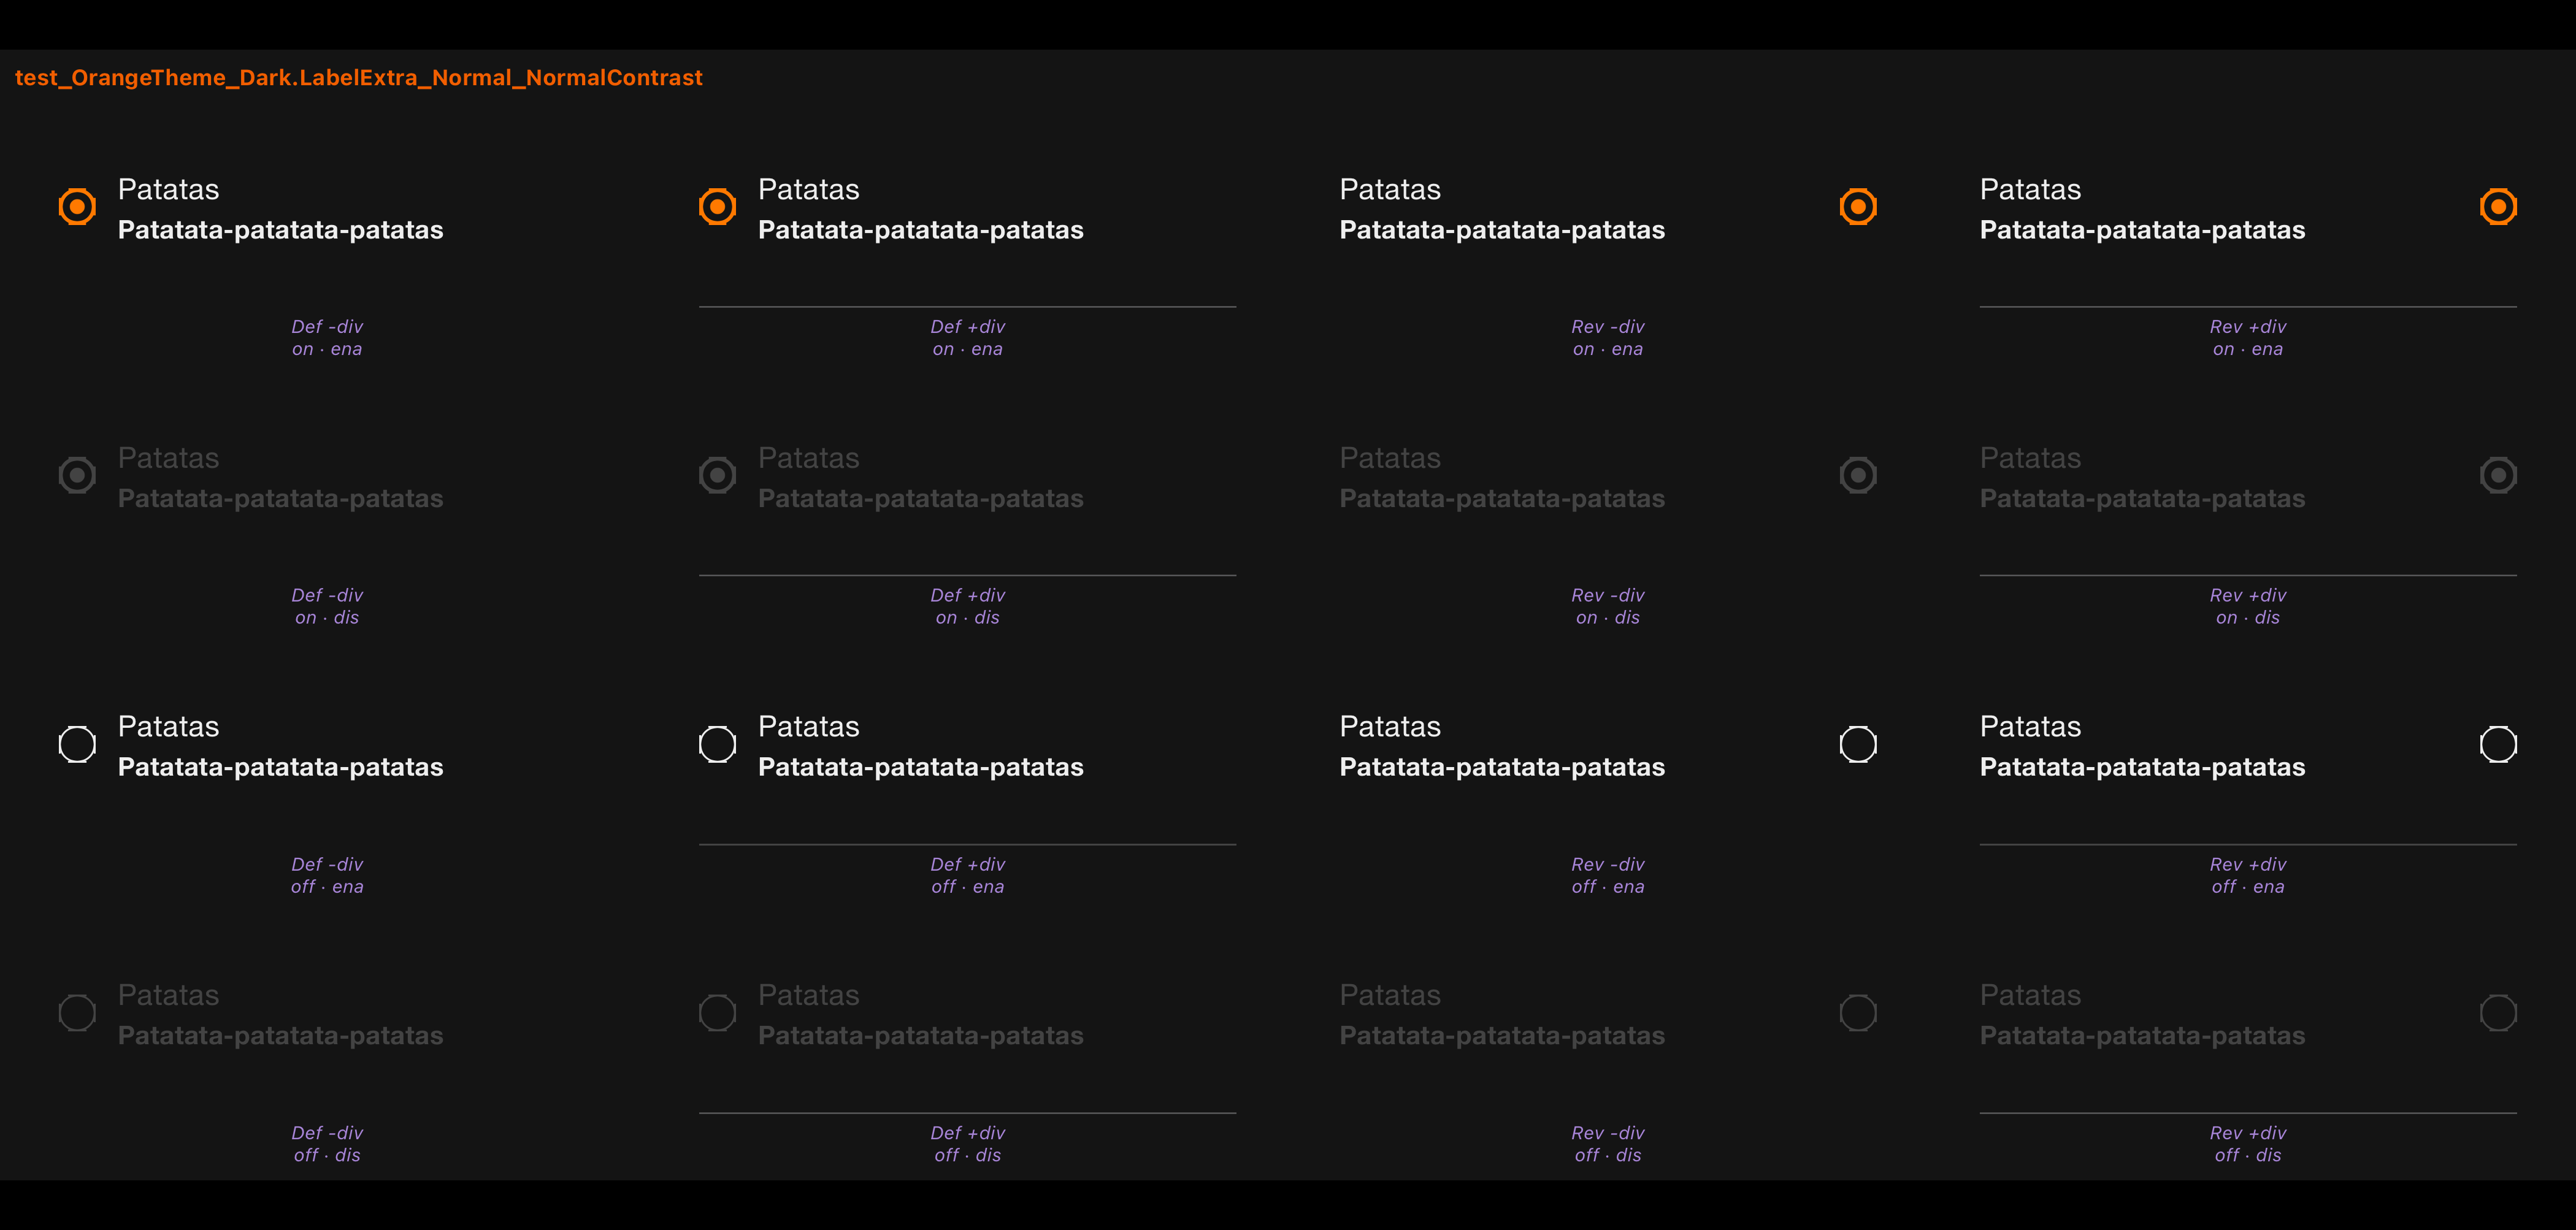 test_OrangeTheme_Dark.LabelExtra_Normal_NormalContrast
Patatas
Patatata-patatata-patatas
Def -div
on · ena
Patatas
Patatata-patatata-patatas
Def +div
on · ena
Patatas
Patatata-patatata-patatas
Rev -div
on · ena
Patatas
Patatata-patatata-patatas
Rev +div
on · ena
Patatas
Patatata-patatata-patatas
Def -div
on · dis
Patatas
Patatata-patatata-patatas
Def +div
on · dis
Patatas
Patatata-patatata-patatas
Rev -div
on · dis
Patatas
Patatata-patatata-patatas
Rev +div
on · dis
Patatas
Patatata-patatata-patatas
Def -div
off · ena
Patatas
Patatata-patatata-patatas
Def +div
off · ena
Patatas
Patatata-patatata-patatas
Rev -div
off · ena
Patatas
Patatata-patatata-patatas
Rev +div
off · ena
Patatas
Patatata-patatata-patatas
Def -div
off · dis
Patatas
Patatata-patatata-patatas
Def +div
off · dis
Patatas
Patatata-patatata-patatas
Rev -div
off · dis
Patatas
Patatata-patatata-patatas
Rev +div
off · dis